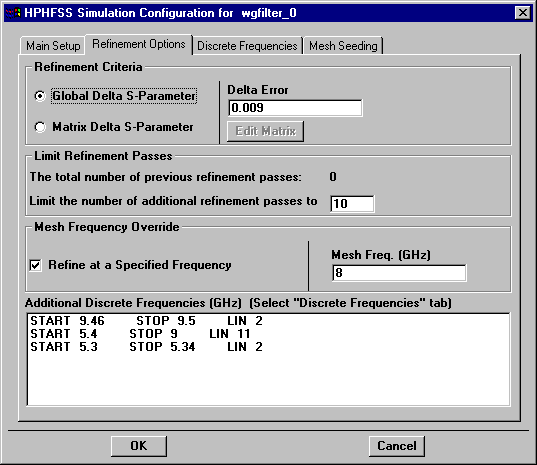 HPHFSS Simulation Configuration for wgfilter_0
Main Setup Refinement Options Discrete Frequencies Mesh Seeding
Refinement Criteria
Global Delta S-Parameter
Matrix Delta S-Parameter
Delta Error
0.009
Edit Matrix
Limit Refinement Passes
The total number of previous refinement passes: 0
Limit the number of additional refinement passes to 10
Mesh Frequency Override
Refine at a Specified Frequency
Mesh Freq. (GHz)
8
Additional Discrete Frequencies (GHz) (Select "Discrete Frequencies" tab)
START 9.46 STOP 9.5 LIN 2
START 5.4 STOP 9 LIN 11
START 5.3 STOP 5.34 LIN 2
OK Cancel